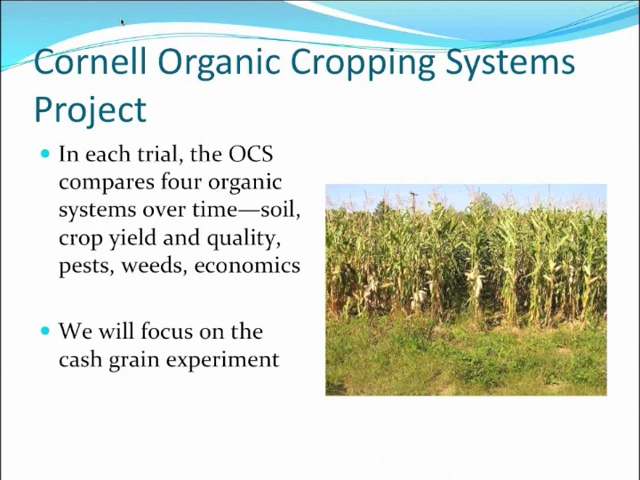 Cornell Organic Cropping Systems
Project
In each trial, the OCS
compares four organic
systems over time—soil,
crop yield and quality,
pests, weeds, economics
We will focus on the
cash grain experiment